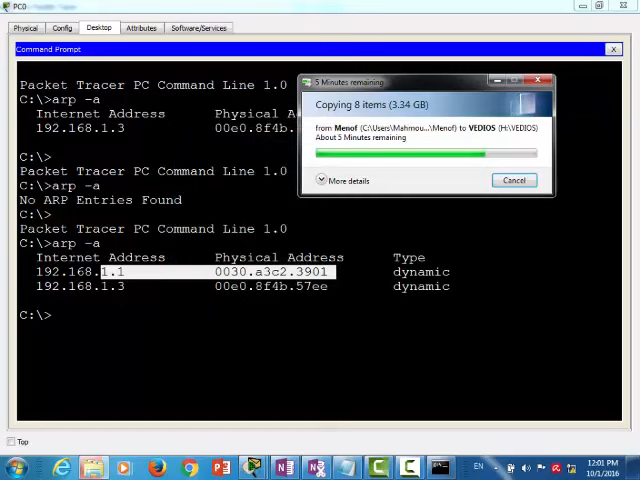 PC0
Physical Config Desktop Attributes Software/Services
Command Prompt X
Packet Tracer PC Command Line 1.0
C:\>arp -a
Internet Address Physical A
192.168.1.3 00e0.8f4b.
C:\>
Packet Tracer PC Command Line 1.0
C:\>arp -a
No ARP Entries Found
C:\>
Packet Tracer PC Command Line 1.0
C:\>arp -a
Internet Address Physical Address Type
192.168.1.1 0030.a3c2.3901 dynamic
192.168.1.3 00e0.8f4b.57ee dynamic
C:\>
5 Minutes remaining
Copying 8 items (3.34 GB)
from Menof (C:\Users\Mahmou...\Menof) to VEDIOS (H:\VEDIOS)
About 5 Minutes remaining
More details Cancel
Top
EN 12:01 PM
10/1/2016